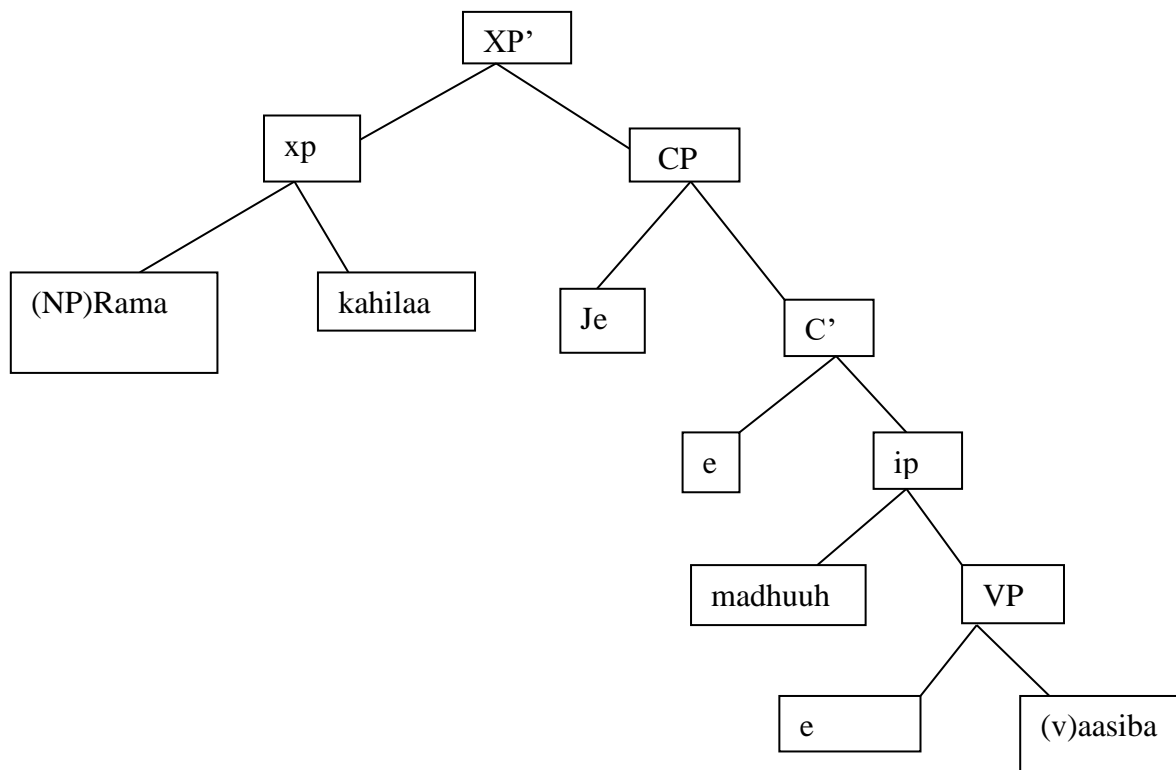 XP’
xp
CP
(NP)Rama
kahilaa
Je
C’
e
ip
madhuuh
VP
e
(v)aasiba